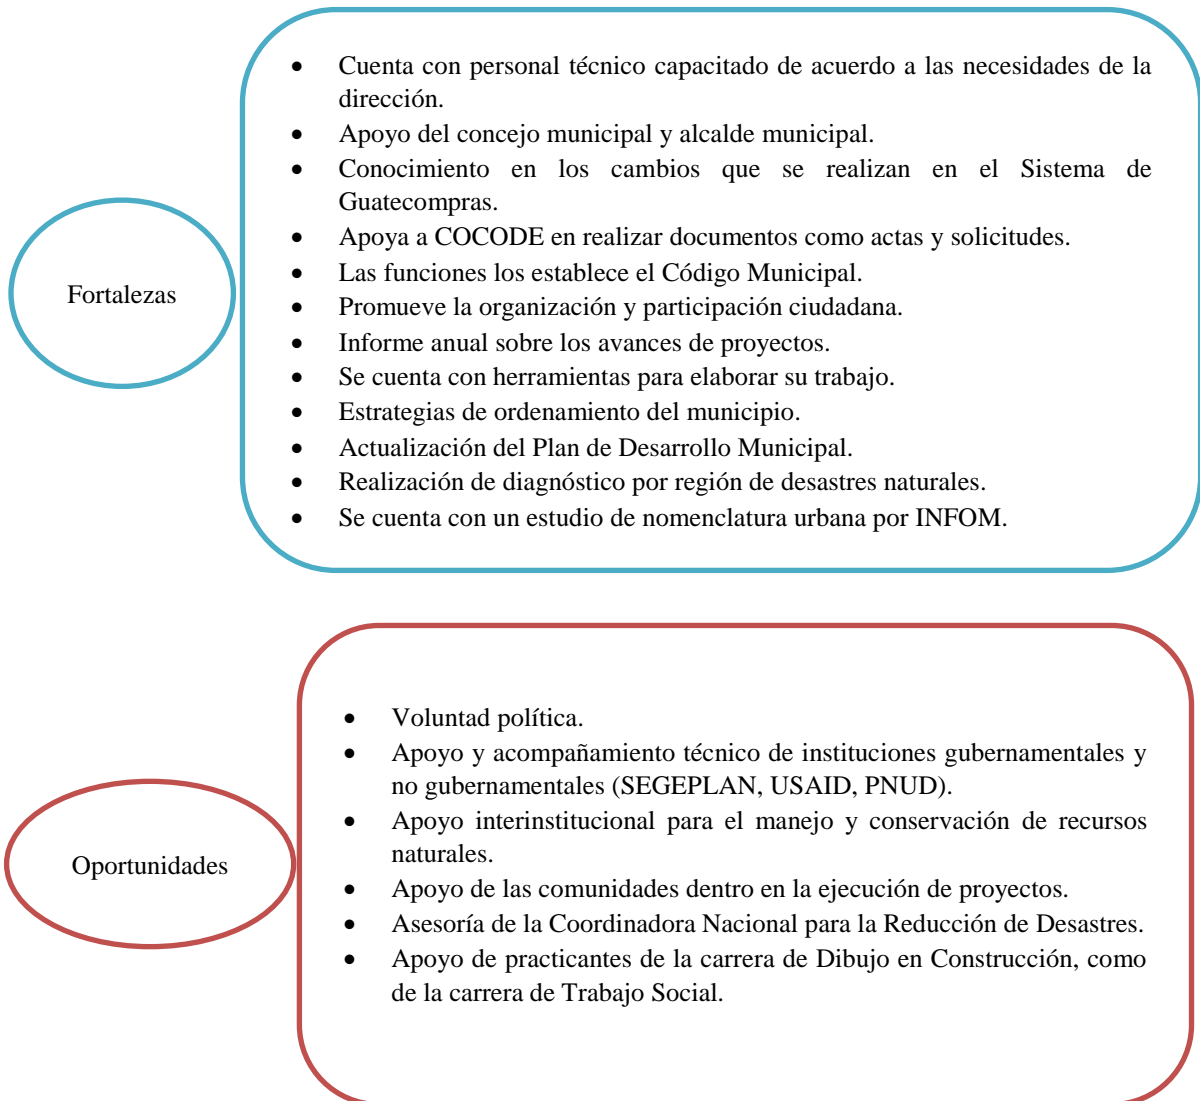 Fortalezas
• Cuenta con personal técnico capacitado de acuerdo a las necesidades de la
dirección.
• Apoyo del concejo municipal y alcalde municipal.
• Conocimiento en los cambios que se realizan en el Sistema de
Guatecompras.
• Apoya a COCODE en realizar documentos como actas y solicitudes.
• Las funciones los establece el Código Municipal.
• Promueve la organización y participación ciudadana.
• Informe anual sobre los avances de proyectos.
• Se cuenta con herramientas para elaborar su trabajo.
• Estrategias de ordenamiento del municipio.
• Actualización del Plan de Desarrollo Municipal.
• Realización de diagnóstico por región de desastres naturales.
• Se cuenta con un estudio de nomenclatura urbana por INFOM.
Oportunidades
• Voluntad política.
• Apoyo y acompañamiento técnico de instituciones gubernamentales y
no gubernamentales (SEGEPLAN, USAID, PNUD).
• Apoyo interinstitucional para el manejo y conservación de recursos
naturales.
• Apoyo de las comunidades dentro en la ejecución de proyectos.
• Asesoría de la Coordinadora Nacional para la Reducción de Desastres.
• Apoyo de practicantes de la carrera de Dibujo en Construcción, como
de la carrera de Trabajo Social.